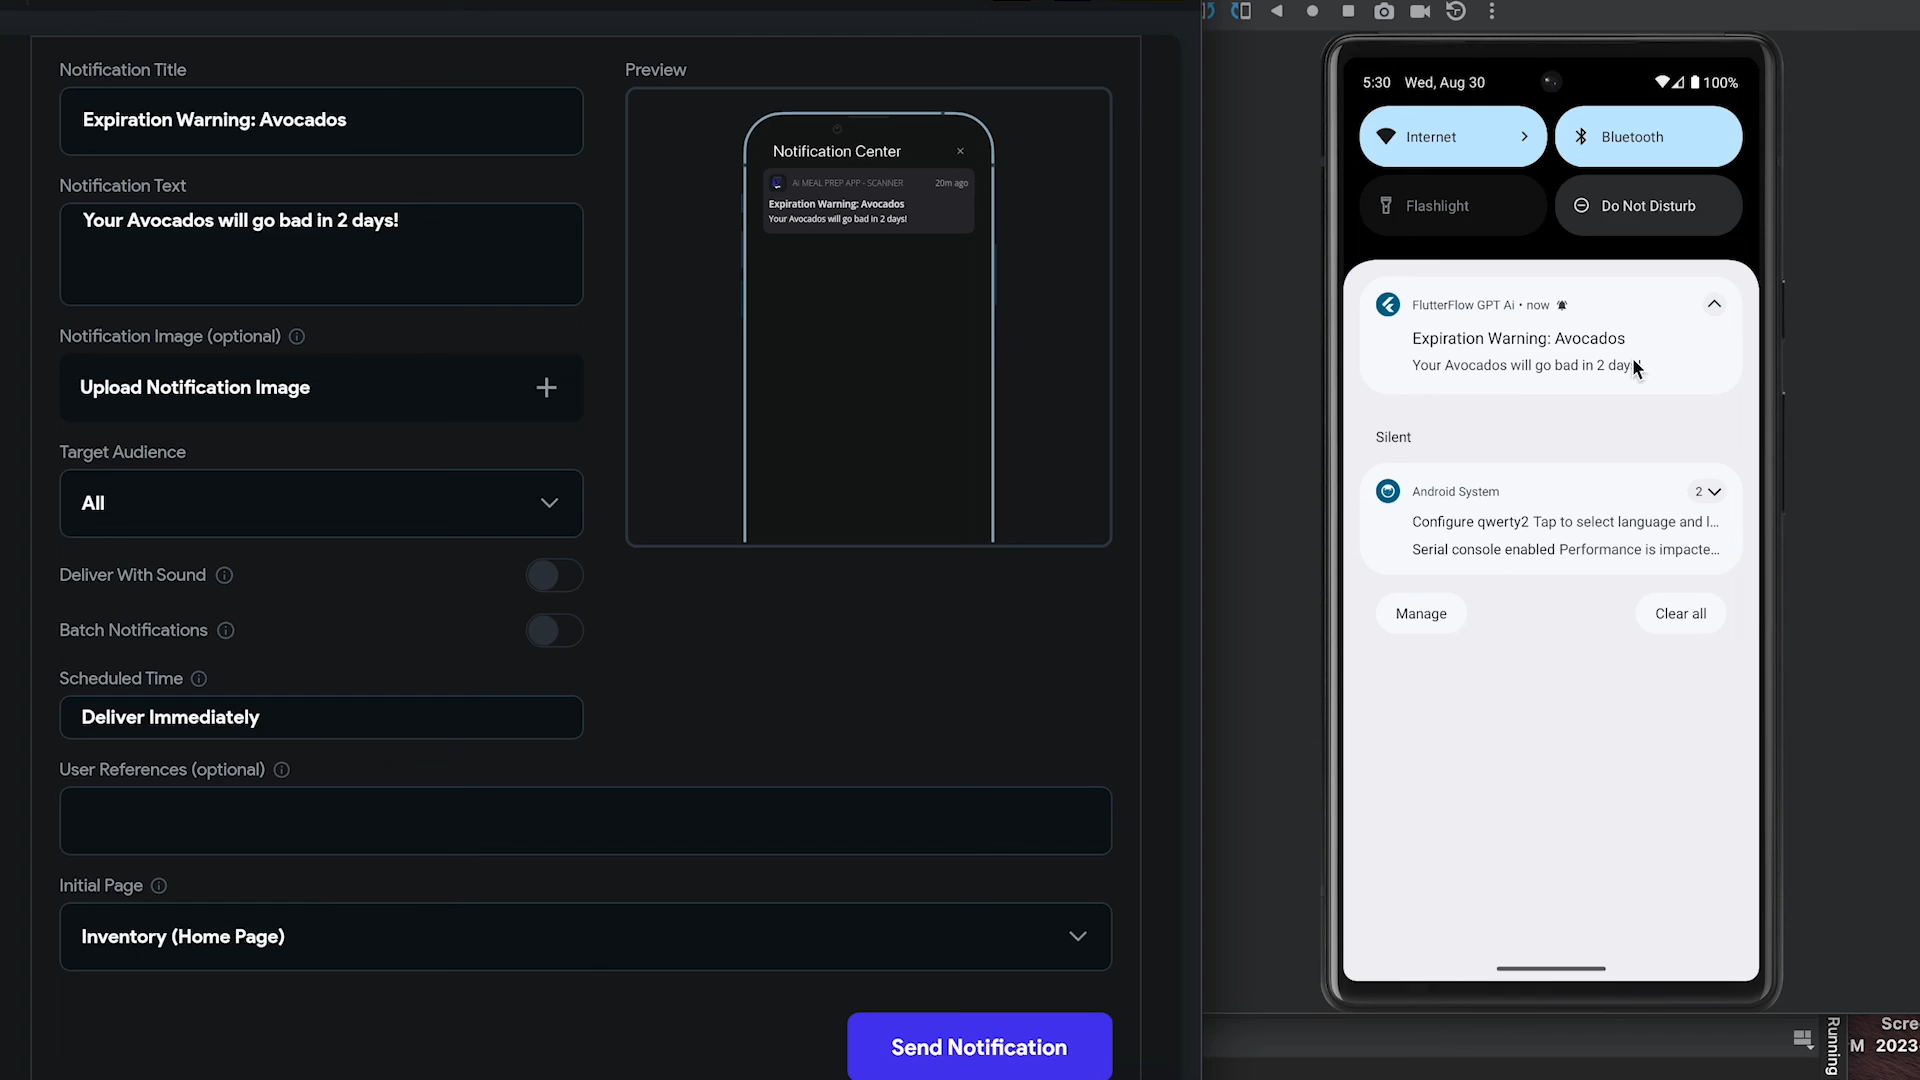 Notification Title
Expiration Warning: Avocados
Notification Text
Your Avocados will go bad in 2 days!
Notification Image (optional)
Upload Notification Image
Target Audience
All
Deliver With Sound
Batch Notifications
Scheduled Time
Deliver Immediately
User References (optional)
Initial Page
Inventory (Home Page)
Send Notification
Preview
Notification Center
AI MEAL PREP APP - SCANNER 20m ago
Expiration Warning: Avocados
Your Avocados will go bad in 2 days!
5:30 Wed, Aug 30 100%
Internet
Bluetooth
Flashlight
Do Not Disturb
FlutterFlow GPT Ai • now
Expiration Warning: Avocados
Your Avocados will go bad in 2 day
Silent
Android System 2
Configure qwerty2 Tap to select language and l...
Serial console enabled Performance is impacte...
Manage
Clear all
Running
Scre
M 2023